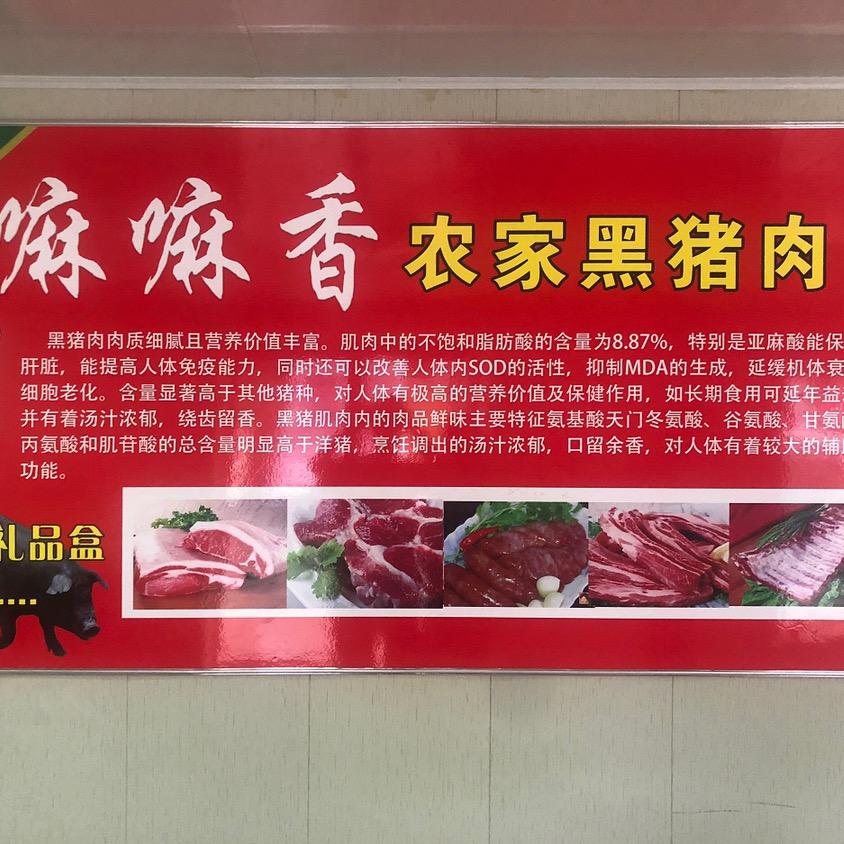 嘛嘛香 农家黑猪肉
黑猪肉肉质细腻且营养价值丰富。肌肉中的不饱和脂肪酸的含量为8.87%，特别是亚麻酸能保
肝脏，能提高人体免疫能力，同时还可以改善人体内SOD的活性，抑制MDA的生成，延缓机体衰
细胞老化。含量显著高于其他猪种，对人体有极高的营养价值及保健作用，如长期食用可延年益
并有着汤汁浓郁，绕齿留香。黑猪肌肉内的肉品鲜味主要特征氨基酸天门冬氨酸、谷氨酸、甘氨
丙氨酸和肌苷酸的总含量明显高于洋猪，烹饪调出的汤汁浓郁，口留余香，对人体有着较大的辅
功能。
礼品盒
......